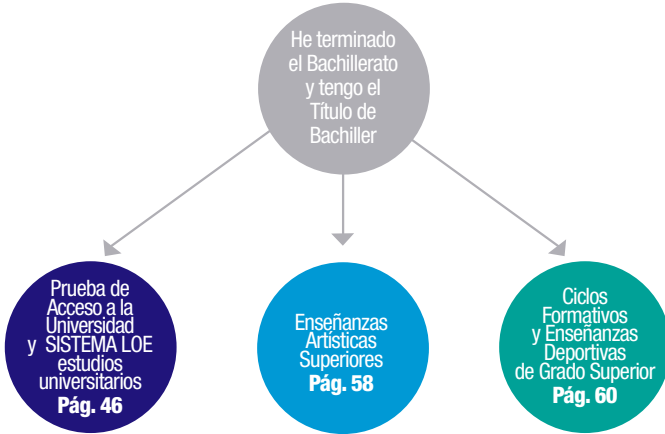 He terminado
el Bachillerato
y tengo el
Título de
Bachiller
Prueba de
Acceso a la
Universidad
y SISTEMA LOE
estudios
universitarios
Pág. 46
Enseñanzas
Artísticas
Superiores
Pág. 58
Ciclos
Formativos
y Enseñanzas
Deportivas
de Grado Superior
Pág. 60